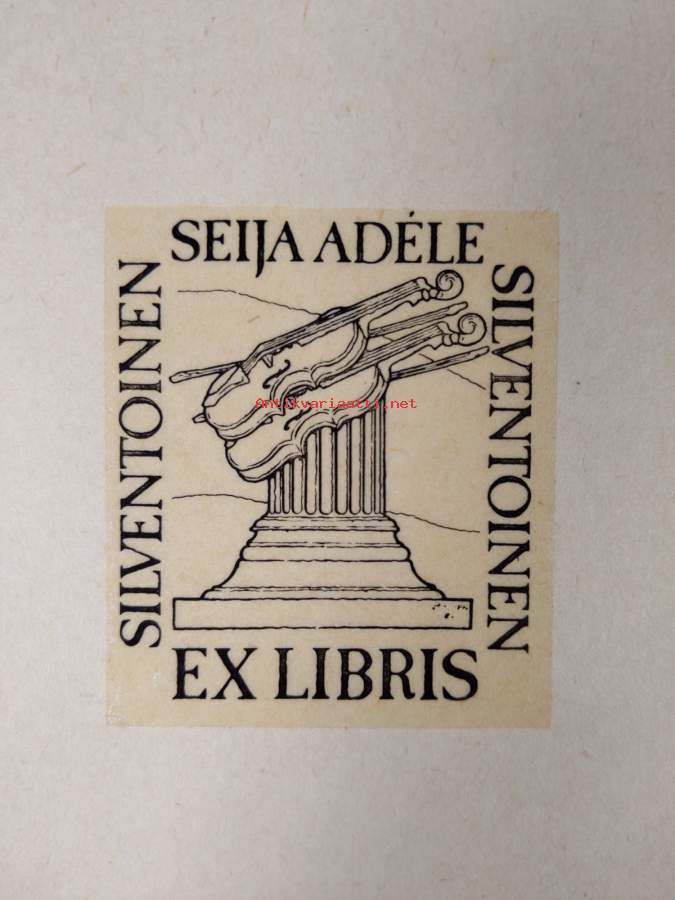 SEIJA ADÉLE
SILVENTOINEN
SILVENTOINEN
Antikvariaatti.net
EX LIBRIS